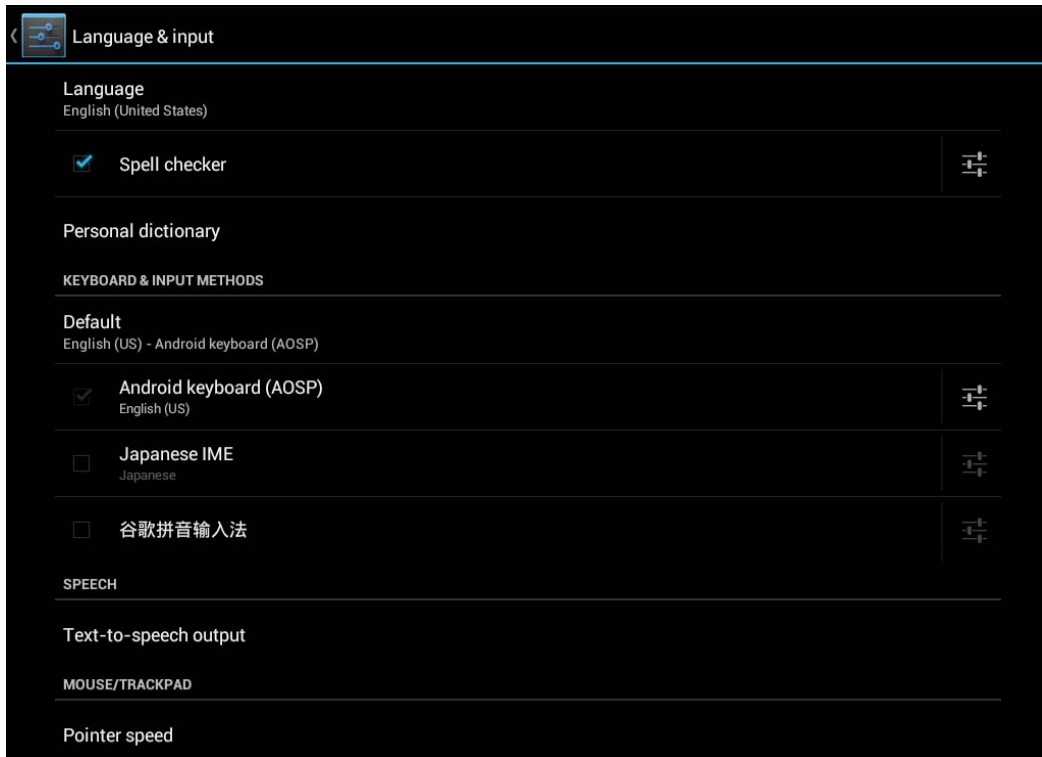 Language & input
Language
English (United States)
Spell checker
Personal dictionary
KEYBOARD & INPUT METHODS
Default
English (US) - Android keyboard (AOSP)
Android keyboard (AOSP)
English (US)
Japanese IME
Japanese
谷歌拼音输入法
SPEECH
Text-to-speech output
MOUSE/TRACKPAD
Pointer speed